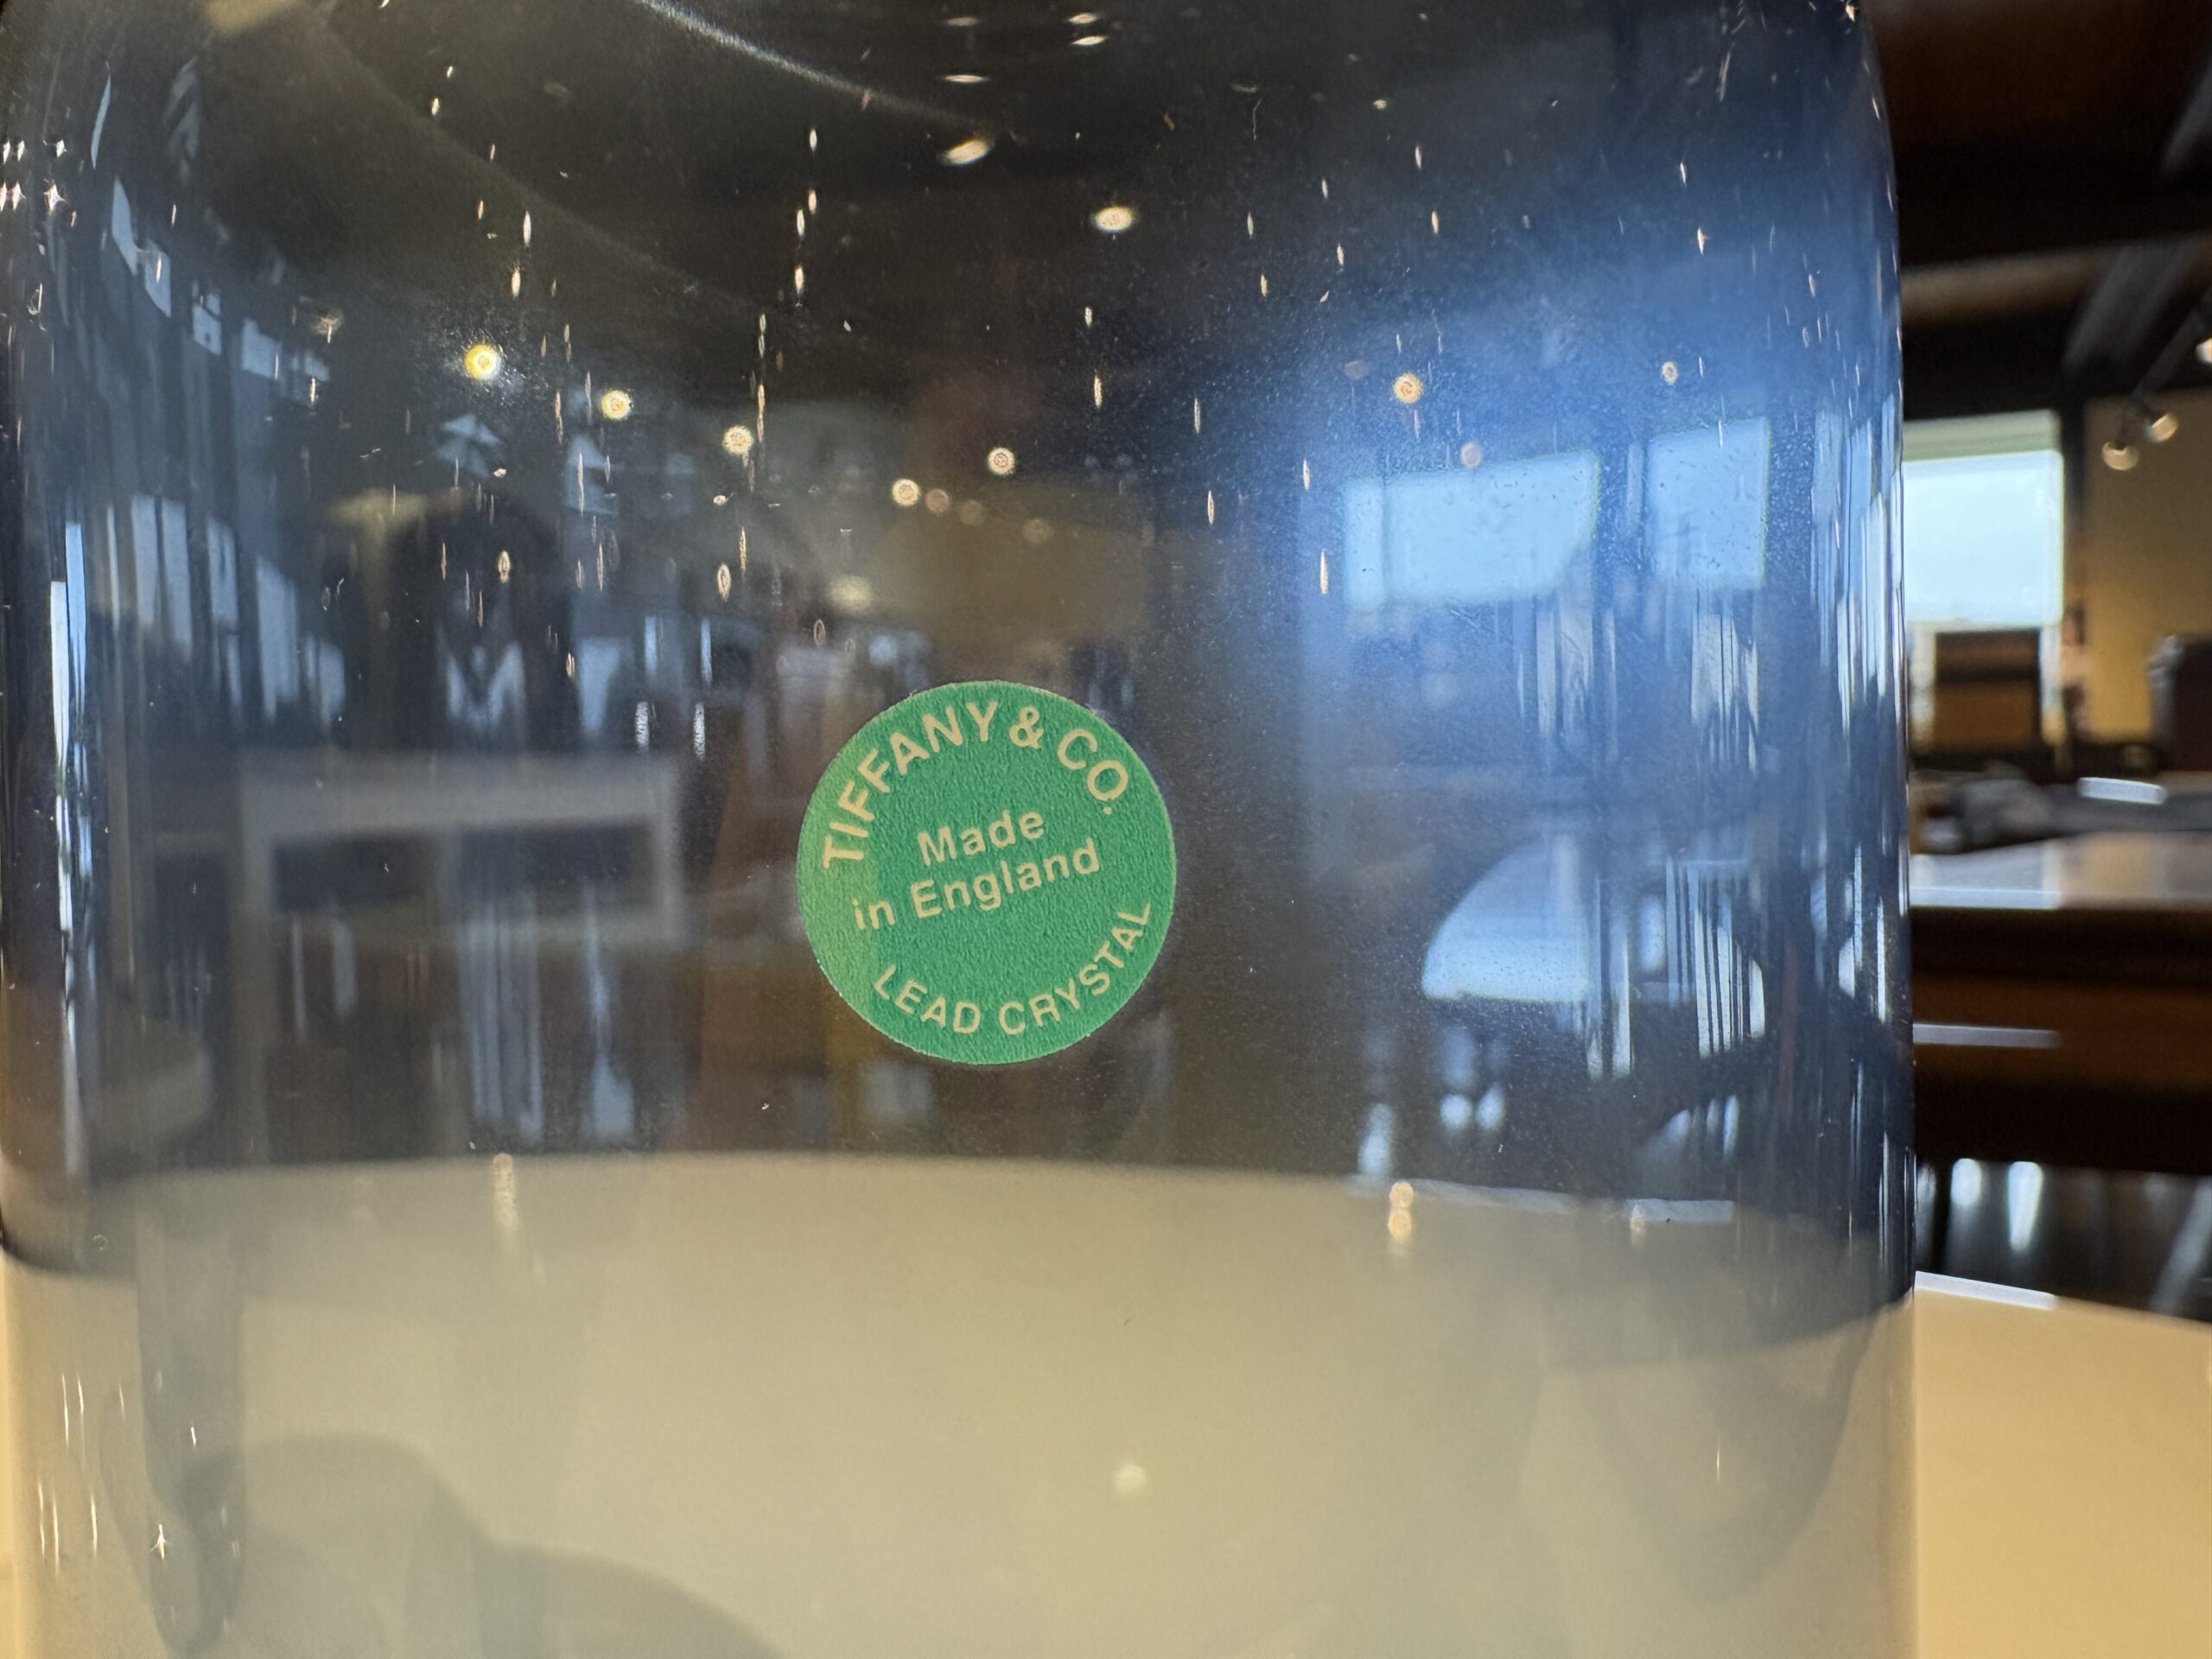 TIFFANY & CO.
Made
in England
LEAD CRYSTAL